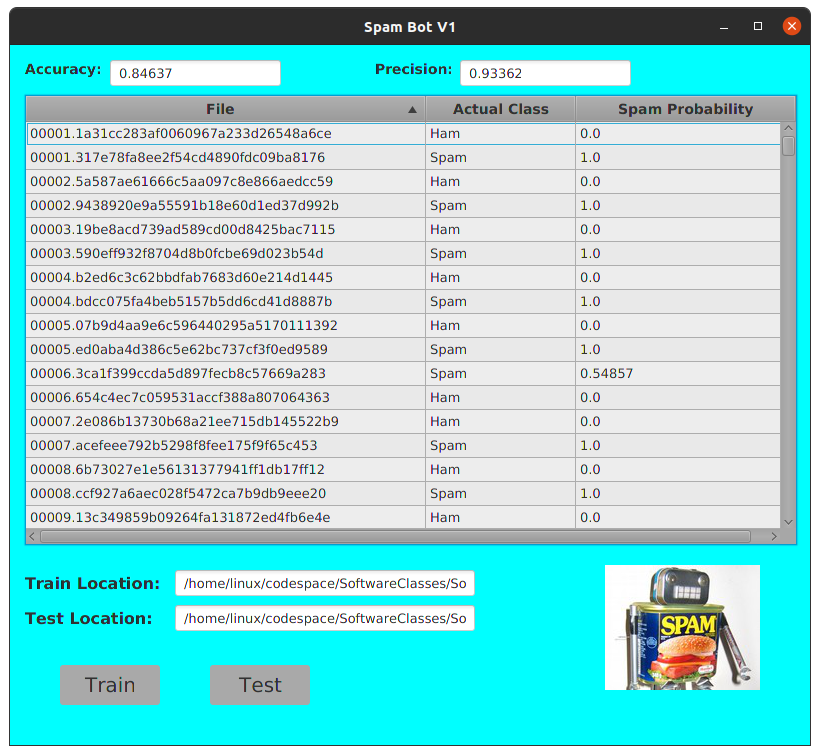 Spam Bot V1
Accuracy: 0.84637 Precision: 0.93362
File Actual Class Spam Probability
00001.1a31cc283af0060967a233d26548a6ce Ham 0.0
00001.317e78fa8ee2f54cd4890fdc09ba8176 Spam 1.0
00002.5a587ae61666c5aa097c8e866aedcc59 Ham 0.0
00002.9438920e9a55591b18e60d1ed37d992b Spam 1.0
00003.19be8acd739ad589cd00d8425bac7115 Ham 0.0
00003.590eff932f8704d8b0fcbe69d023b54d Spam 1.0
00004.b2ed6c3c62bbdfab7683d60e214d1445 Ham 0.0
00004.bdcc075fa4beb5157b5dd6cd41d8887b Spam 1.0
00005.07b9d4aa9e6c596440295a5170111392 Ham 0.0
00005.ed0aba4d386c5e62bc737cf3f0ed9589 Spam 1.0
00006.3ca1f399ccda5d897fecb8c57669a283 Spam 0.54857
00006.654c4ec7c059531accf388a807064363 Ham 0.0
00007.2e086b13730b68a21ee715db145522b9 Ham 0.0
00007.acefeee792b5298f8fee175f9f65c453 Spam 1.0
00008.6b73027e1e56131377941ff1db17ff12 Ham 0.0
00008.ccf927a6aec028f5472ca7b9db9eee20 Spam 1.0
00009.13c349859b09264fa131872ed4fb6e4e Ham 0.0
Train Location: /home/linux/codespace/SoftwareClasses/So
Test Location: /home/linux/codespace/SoftwareClasses/So
SPAM
Train Test